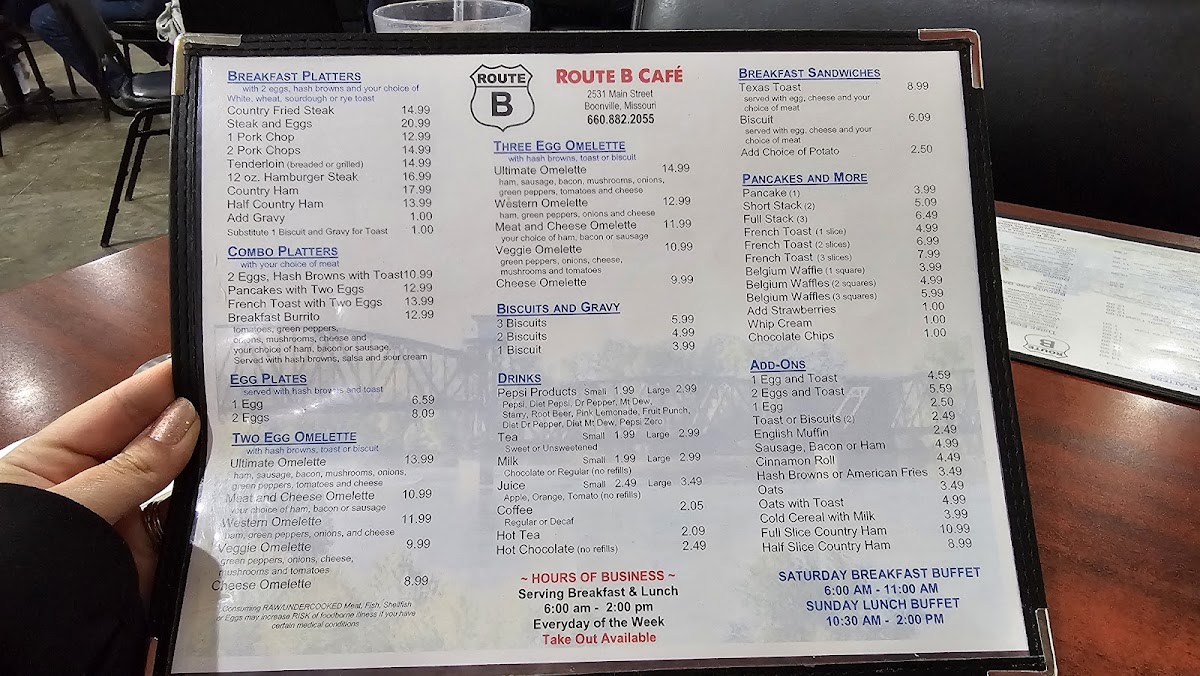 BREAKFAST PLATTERS
with 2 eggs, hash browns and your choice of
White, wheat, sourdough or rye toast
Country Fried Steak 14.99
Steak and Eggs 20.99
1 Pork Chop 12.99
2 Pork Chops 14.99
Tenderloin (breaded or grilled) 14.99
12 oz. Hamburger Steak 16.99
Country Ham 17.99
Half Country Ham 13.99
Add Gravy 1.00
Substitute 1 Biscuit and Gravy for Toast 1.00
COMBO PLATTERS
with your choice of meat
2 Eggs, Hash Browns with Toast 10.99
Pancakes with Two Eggs 12.99
French Toast with Two Eggs 13.99
Breakfast Burrito 12.99
tomatoes, green peppers,
onions, mushrooms, cheese and
your choice of ham, bacon or sausage.
Served with hash browns, salsa and sour cream
EGG PLATES
served with hash browns and toast
1 Egg 6.59
2 Eggs 8.09
TWO EGG OMELETTE
with hash browns, toast or biscuit
Ultimate Omelette 13.99
ham, sausage, bacon, mushrooms, onions,
green peppers, tomatoes and cheese
Meat and Cheese Omelette 10.99
your choice of ham, bacon or sausage
Western Omelette 11.99
ham, green peppers, onions, and cheese
Veggie Omelette 9.99
green peppers, onions, cheese,
mushrooms and tomatoes
Cheese Omelette 8.99
Consuming RAW/UNDERCOOKED Meat, Fish, Shellfish
or Eggs may increase RISK of foodborne illness if you have
certain medical conditions
ROUTE
B
ROUTE B CAFÉ
2531 Main Street
Boonville, Missouri
660.882.2055
THREE EGG OMELETTE
with hash browns, toast or biscuit
Ultimate Omelette 14.99
ham, sausage, bacon, mushrooms, onions,
green peppers, tomatoes and cheese
Western Omelette 12.99
ham, green peppers, onions and cheese
Meat and Cheese Omelette 11.99
your choice of ham, bacon or sausage
Veggie Omelette 10.99
green peppers, onions, cheese,
mushrooms and tomatoes
Cheese Omelette 9.99
BISCUITS AND GRAVY
3 Biscuits 5.99
2 Biscuits 4.99
1 Biscuit 3.99
DRINKS
Pepsi Products Small 1.99 Large 2.99
Pepsi, Diet Pepsi, Dr Pepper, Mt Dew,
Starry, Root Beer, Pink Lemonade, Fruit Punch,
Diet Dr Pepper, Diet Mt Dew, Pepsi Zero
Tea Small 1.99 Large 2.99
Sweet or Unsweetened
Milk Small 1.99 Large 2.99
Chocolate or Regular (no refills)
Juice Small 2.49 Large 3.49
Apple, Orange, Tomato (no refills)
Coffee 2.05
Regular or Decaf
Hot Tea 2.09
Hot Chocolate (no refills) 2.49
~ HOURS OF BUSINESS ~
Serving Breakfast & Lunch
6:00 am - 2:00 pm
Everyday of the Week
Take Out Available
BREAKFAST SANDWICHES
Texas Toast 8.99
served with egg, cheese and your
choice of meat
Biscuit 6.09
served with egg, cheese and your
choice of meat
Add Choice of Potato 2.50
PANCAKES AND MORE
Pancake (1) 3.99
Short Stack (2) 5.09
Full Stack (3) 6.49
French Toast (1 slice) 4.99
French Toast (2 slices) 6.99
French Toast (3 slices) 7.99
Belgium Waffle (1 square) 3.99
Belgium Waffles (2 squares) 4.99
Belgium Waffles (3 squares) 5.99
Add Strawberries 1.00
Whip Cream 1.00
Chocolate Chips 1.00
ADD-ONS
1 Egg and Toast 4.59
2 Eggs and Toast 5.59
1 Egg 2.50
Toast or Biscuits (2) 2.49
English Muffin 2.49
Sausage, Bacon or Ham 4.99
Cinnamon Roll 4.49
Hash Browns or American Fries 3.49
Oats 3.49
Oats with Toast 4.99
Cold Cereal with Milk 3.99
Full Slice Country Ham 10.99
Half Slice Country Ham 8.99
SATURDAY BREAKFAST BUFFET
6:00 AM - 11:00 AM
SUNDAY LUNCH BUFFET
10:30 AM - 2:00 PM
ROUTE
B